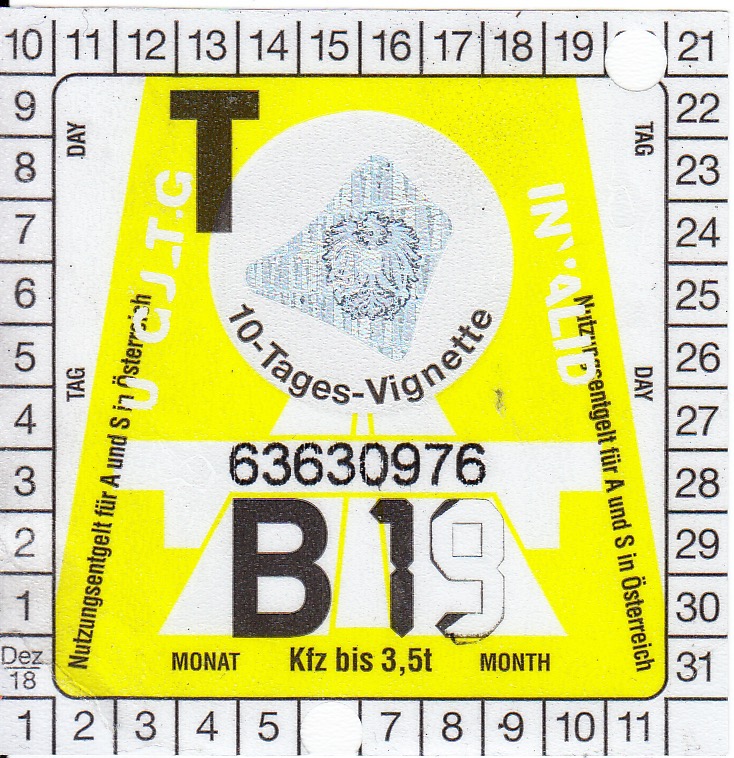 10 11 12 13 14 15 16 17 18 19 21
9 22
8 23
7 24
6 25
5 26
4 27
3 28
2 29
1 30
Dez 18 31
1 2 3 4 5 7 8 9 10 11
DAY
TAG
T
INVALID
10-Tages-Vignette
TAG
DAY
Nutzungsentgelt für A und S in Österreich
Nutzungsentgelt für A und S in Österreich
63630976
B 19
MONAT Kfz bis 3,5t MONTH